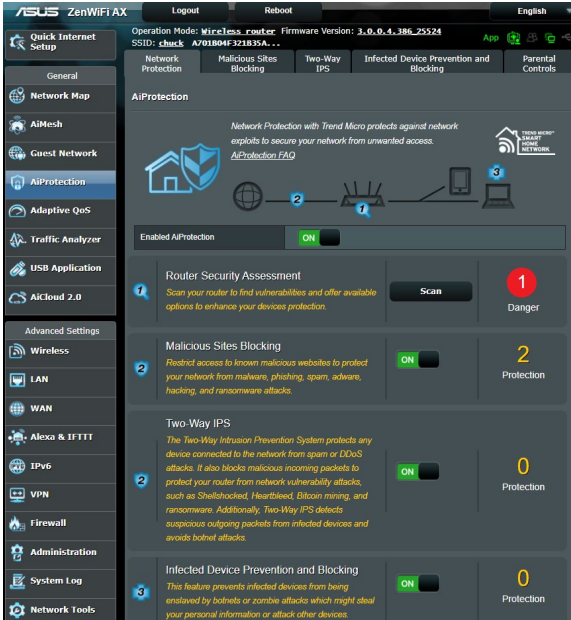 ASUS ZenWiFi AX Logout Reboot English
Quick Internet Setup
Operation Mode: Wireless router Firmware Version: 3.0.0.4.386_25524
SSID: chuck A701B04F321B35A... App
General
Network Map
AiMesh
Guest Network
AiProtection
Adaptive QoS
Traffic Analyzer
USB Application
AiCloud 2.0
Advanced Settings
Wireless
LAN
WAN
Alexa & IFTTT
IPv6
VPN
Firewall
Administration
System Log
Network Tools
Network Protection
Malicious Sites Blocking
Two-Way IPS
Infected Device Prevention and Blocking
Parental Controls
AiProtection
Network Protection with Trend Micro protects against network
exploits to secure your network from unwanted access.
AiProtection FAQ
TREND MICRO
SMART
HOME
NETWORK
1
2
3
Enabled AiProtection ON
1
Router Security Assessment
Scan your router to find vulnerabilities and offer available
options to enhance your devices protection.
Scan
1
Danger
2
Malicious Sites Blocking
Restrict access to known malicious websites to protect
your network from malware, phishing, spam, adware,
hacking, and ransomware attacks.
ON
2
Protection
2
Two-Way IPS
The Two-Way Intrusion Prevention System protects any
device connected to the network from spam or DDoS
attacks. It also blocks malicious incoming packets to
protect your router from network vulnerability attacks,
such as Shellshocked, Heartbleed, Bitcoin mining, and
ransomware. Additionally, Two-Way IPS detects
suspicious outgoing packets from infected devices and
avoids botnet attacks.
ON
0
Protection
3
Infected Device Prevention and Blocking
This feature prevents infected devices from being
enslaved by botnets or zombie attacks which might steal
your personal information or attack other devices.
ON
0
Protection